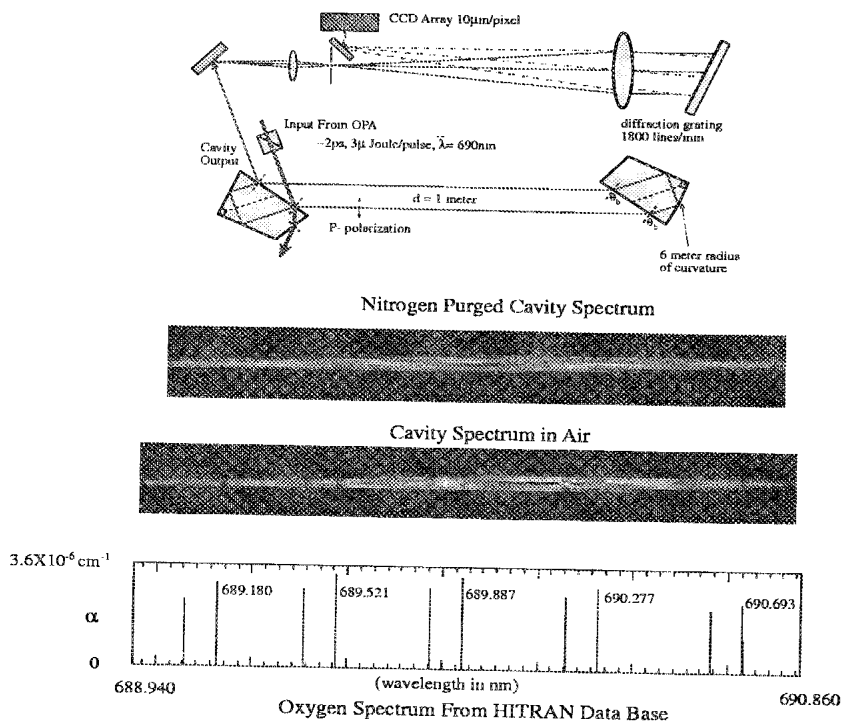 CCD Array 10μm/pixel
Input From OPA
~2ps, 3μ Joule/pulse, λ̄= 690nm
diffraction grating
1800 lines/mm
Cavity
Output
d = 1 meter
P- polarization
θb
θb
6 meter radius
of curvature
Nitrogen Purged Cavity Spectrum
Cavity Spectrum in Air
3.6X10⁻⁶ cm⁻¹
689.180
689.521
689.887
690.277
690.693
α
0
(wavelength in nm)
688.940
690.860
Oxygen Spectrum From HITRAN Data Base